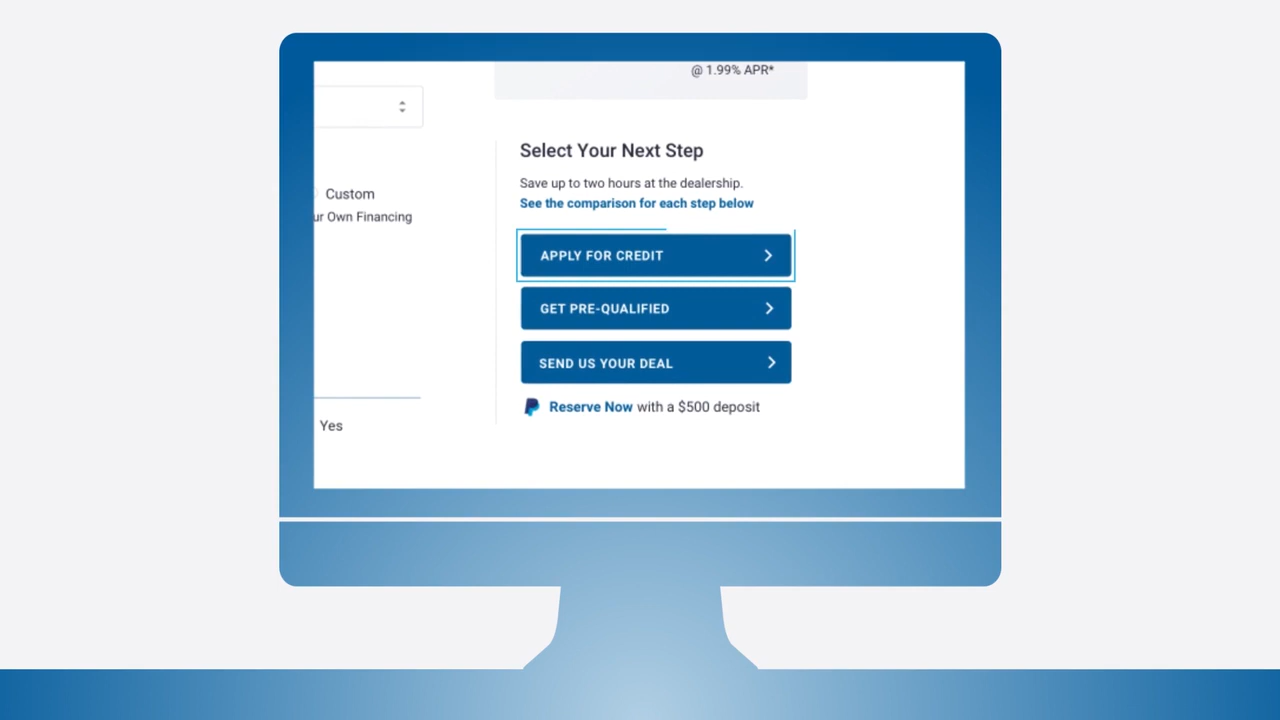 @ 1.99% APR*
Custom
ur Own Financing
Yes
Select Your Next Step
Save up to two hours at the dealership.
See the comparison for each step below
APPLY FOR CREDIT
GET PRE-QUALIFIED
SEND US YOUR DEAL
Reserve Now with a $500 deposit